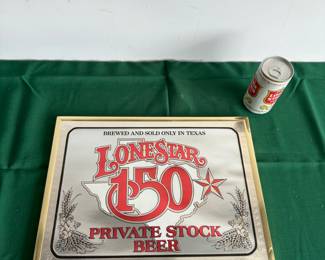 BREWED AND SOLD ONLY IN TEXAS
LONE STAR
150
PRIVATE STOCK
BEER